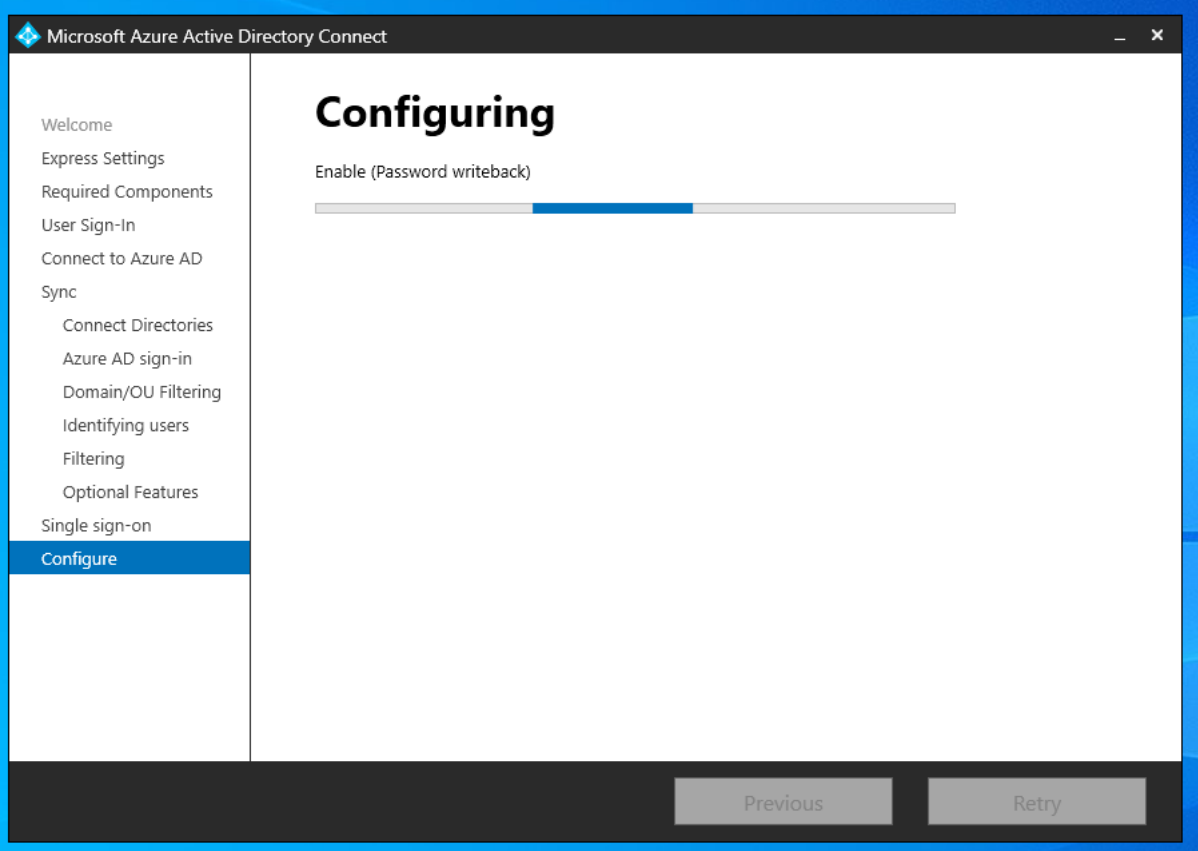 Microsoft Azure Active Directory Connect
Welcome
Express Settings
Required Components
User Sign-In
Connect to Azure AD
Sync
Connect Directories
Azure AD sign-in
Domain/OU Filtering
Identifying users
Filtering
Optional Features
Single sign-on
Configure
Configuring
Enable (Password writeback)
Previous
Retry